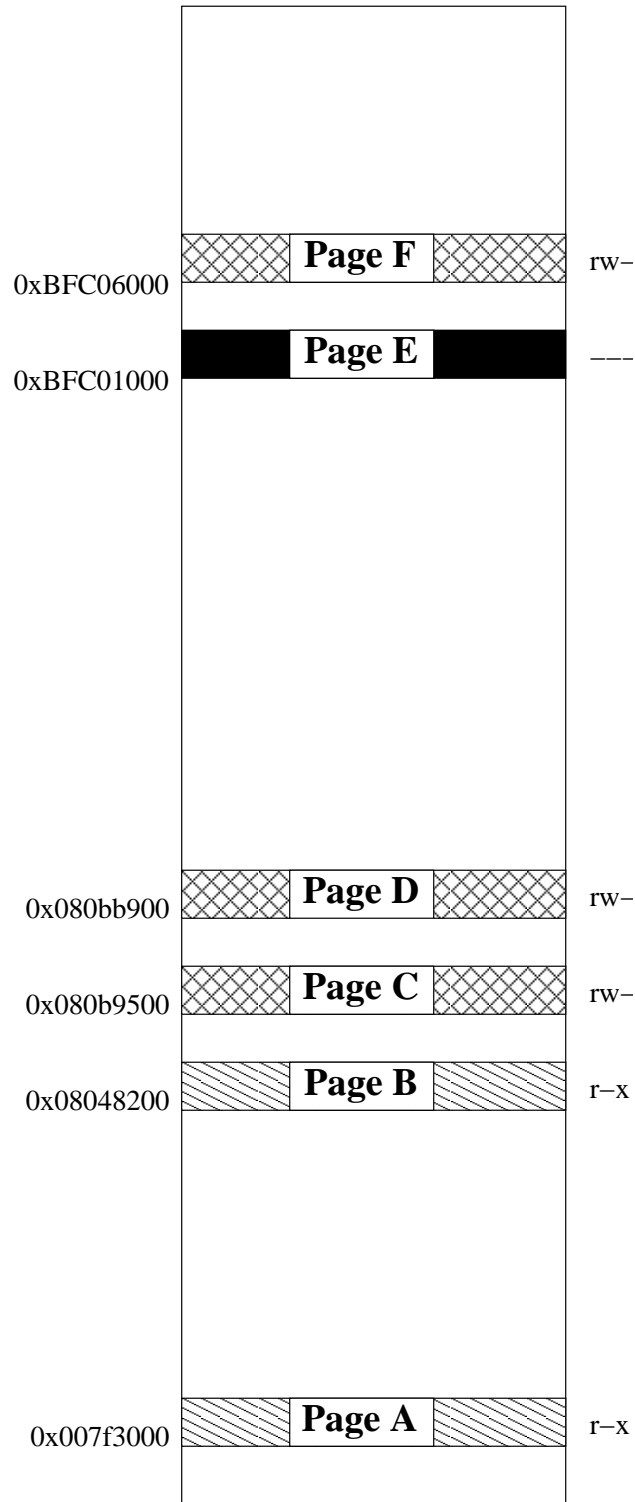 Page F rw-
0xBFC06000
Page E ---
0xBFC01000
Page D rw-
0x080bb900
Page C rw-
0x080b9500
Page B r-x
0x08048200
Page A r-x
0x007f3000